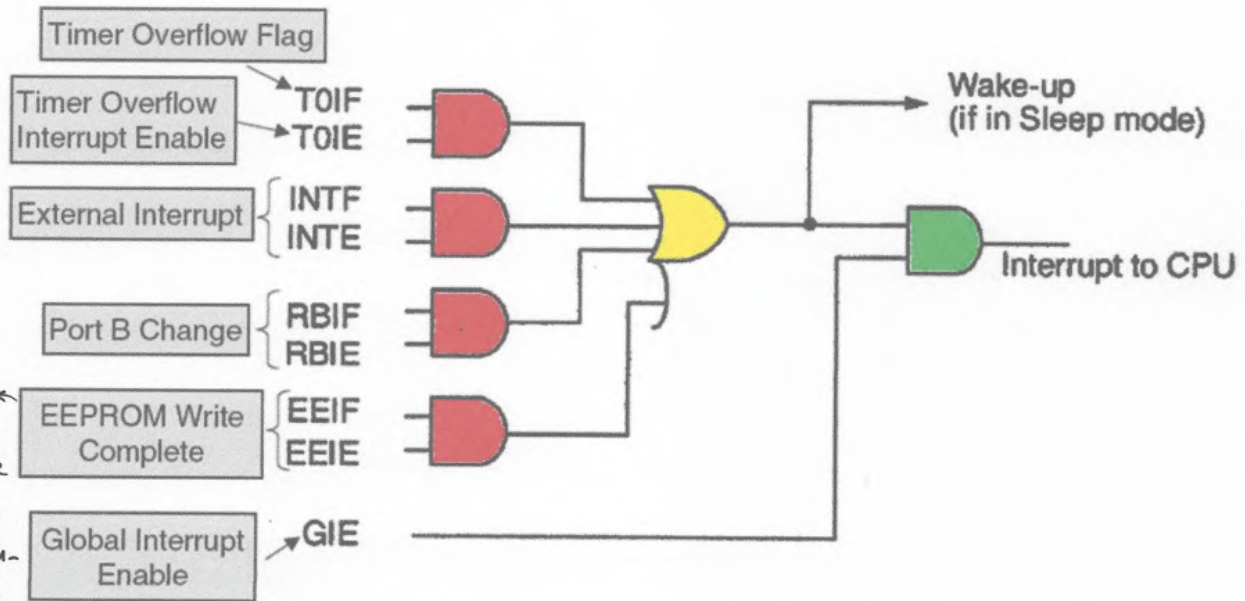 Timer Overflow Flag
Timer Overflow
Interrupt Enable
T0IF
T0IE
External Interrupt
INTF
INTE
Port B Change
RBIF
RBIE
EEPROM Write
Complete
EEIF
EEIE
Global Interrupt
Enable
GIE
Wake-up
(if in Sleep mode)
Interrupt to CPU